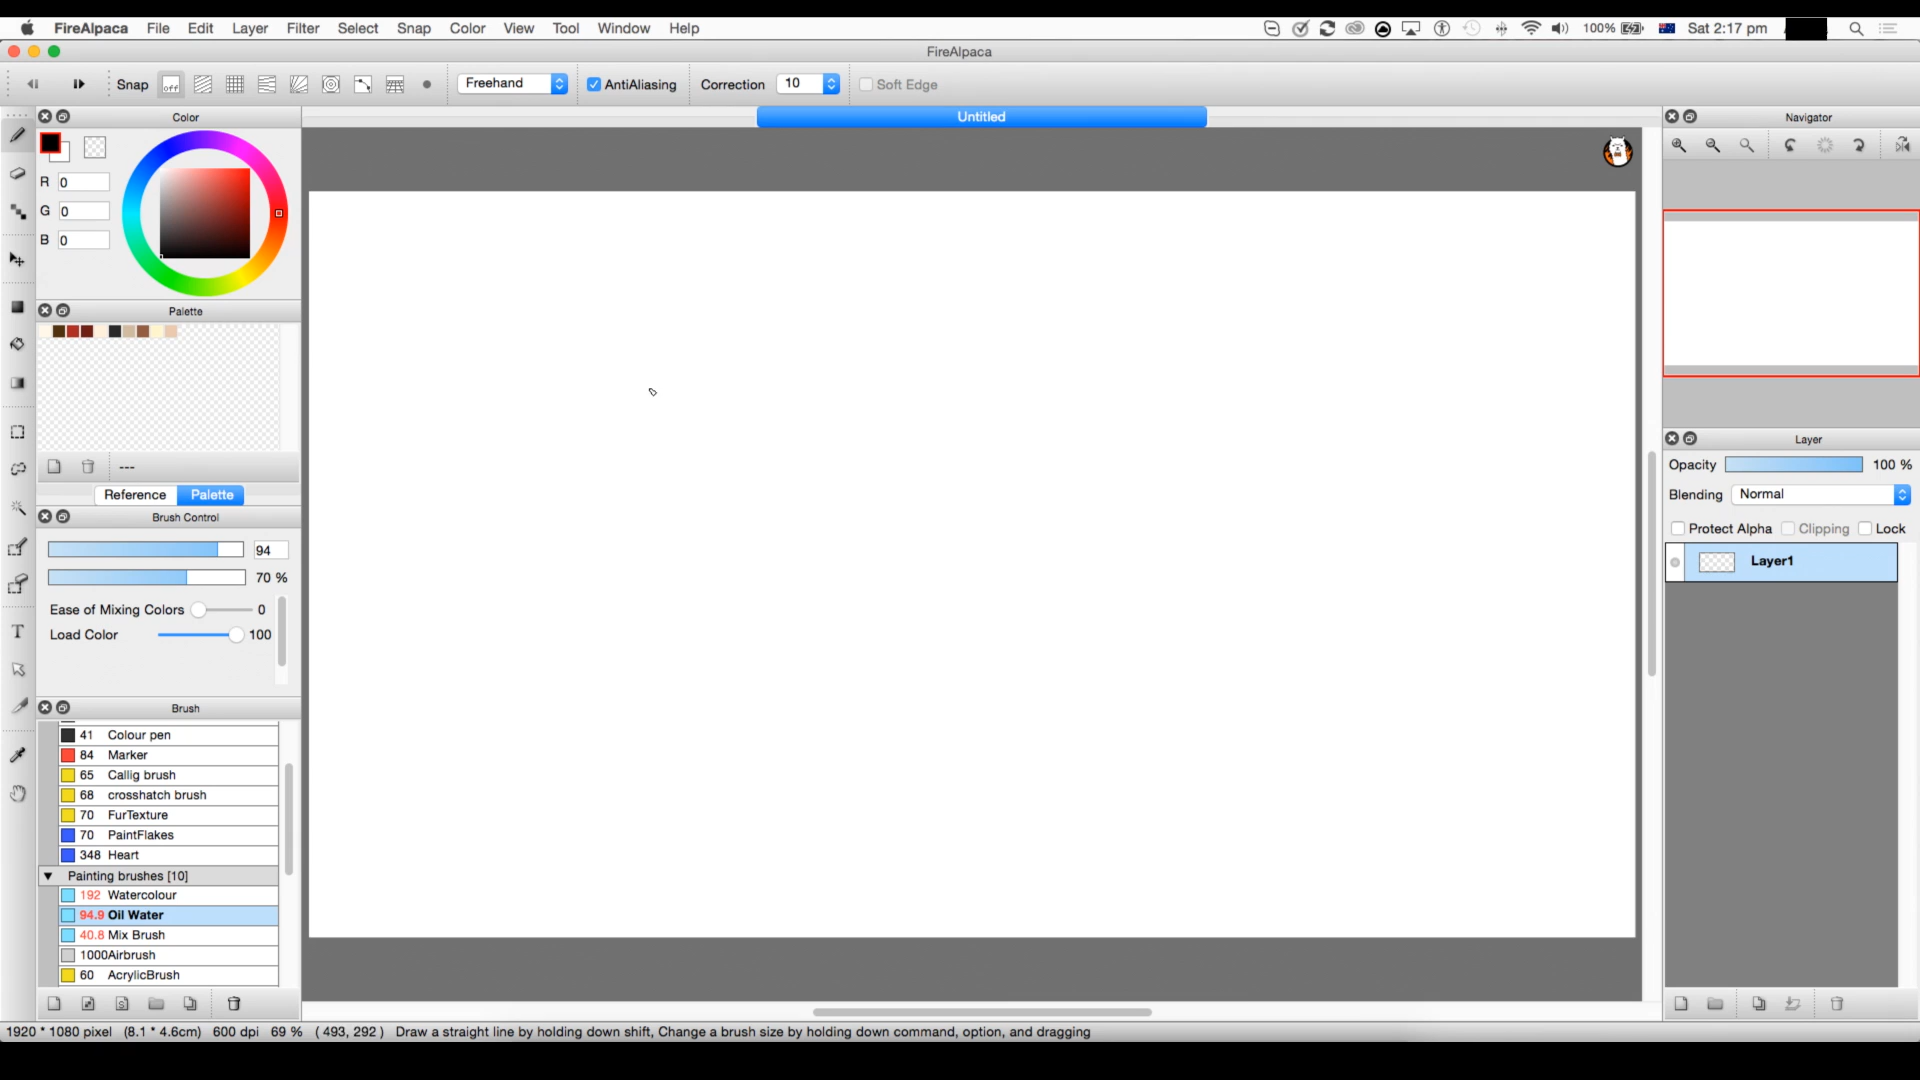 FireAlpaca File Edit Layer Filter Select Snap Color View Tool Window Help 100% Sat 2:17 pm
FireAlpaca
Snap off Freehand AntiAliasing Correction 10 Soft Edge
Color
Untitled
Navigator
R 0
G 0
B 0
Palette
---
Reference Palette
Brush Control
94
70 %
Ease of Mixing Colors 0
Load Color 100
Brush
41 Colour pen
84 Marker
65 Callig brush
68 crosshatch brush
70 FurTexture
70 PaintFlakes
348 Heart
Painting brushes [10]
192 Watercolour
94.9 Oil Water
40.8 Mix Brush
1000Airbrush
60 AcrylicBrush
Layer
Opacity 100 %
Blending Normal
Protect Alpha Clipping Lock
Layer1
1920 * 1080 pixel (8.1 * 4.6cm) 600 dpi 69 % ( 493, 292 ) Draw a straight line by holding down shift, Change a brush size by holding down command, option, and dragging